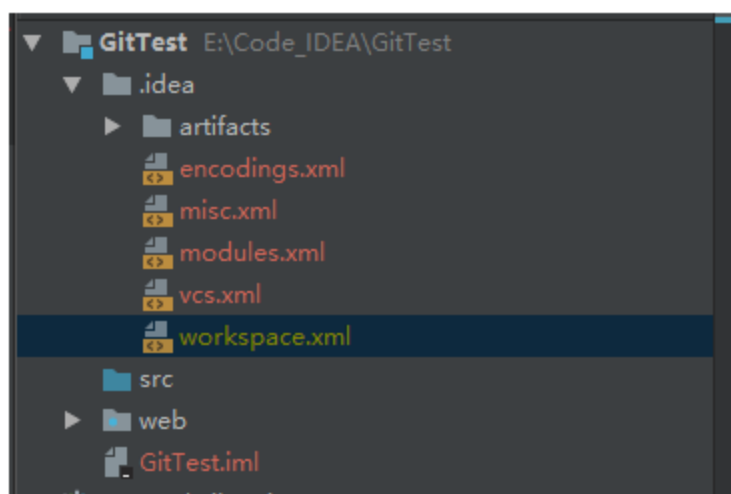 GitTest E:\Code_IDEA\GitTest
.idea
artifacts
encodings.xml
misc.xml
modules.xml
vcs.xml
workspace.xml
src
web
GitTest.iml